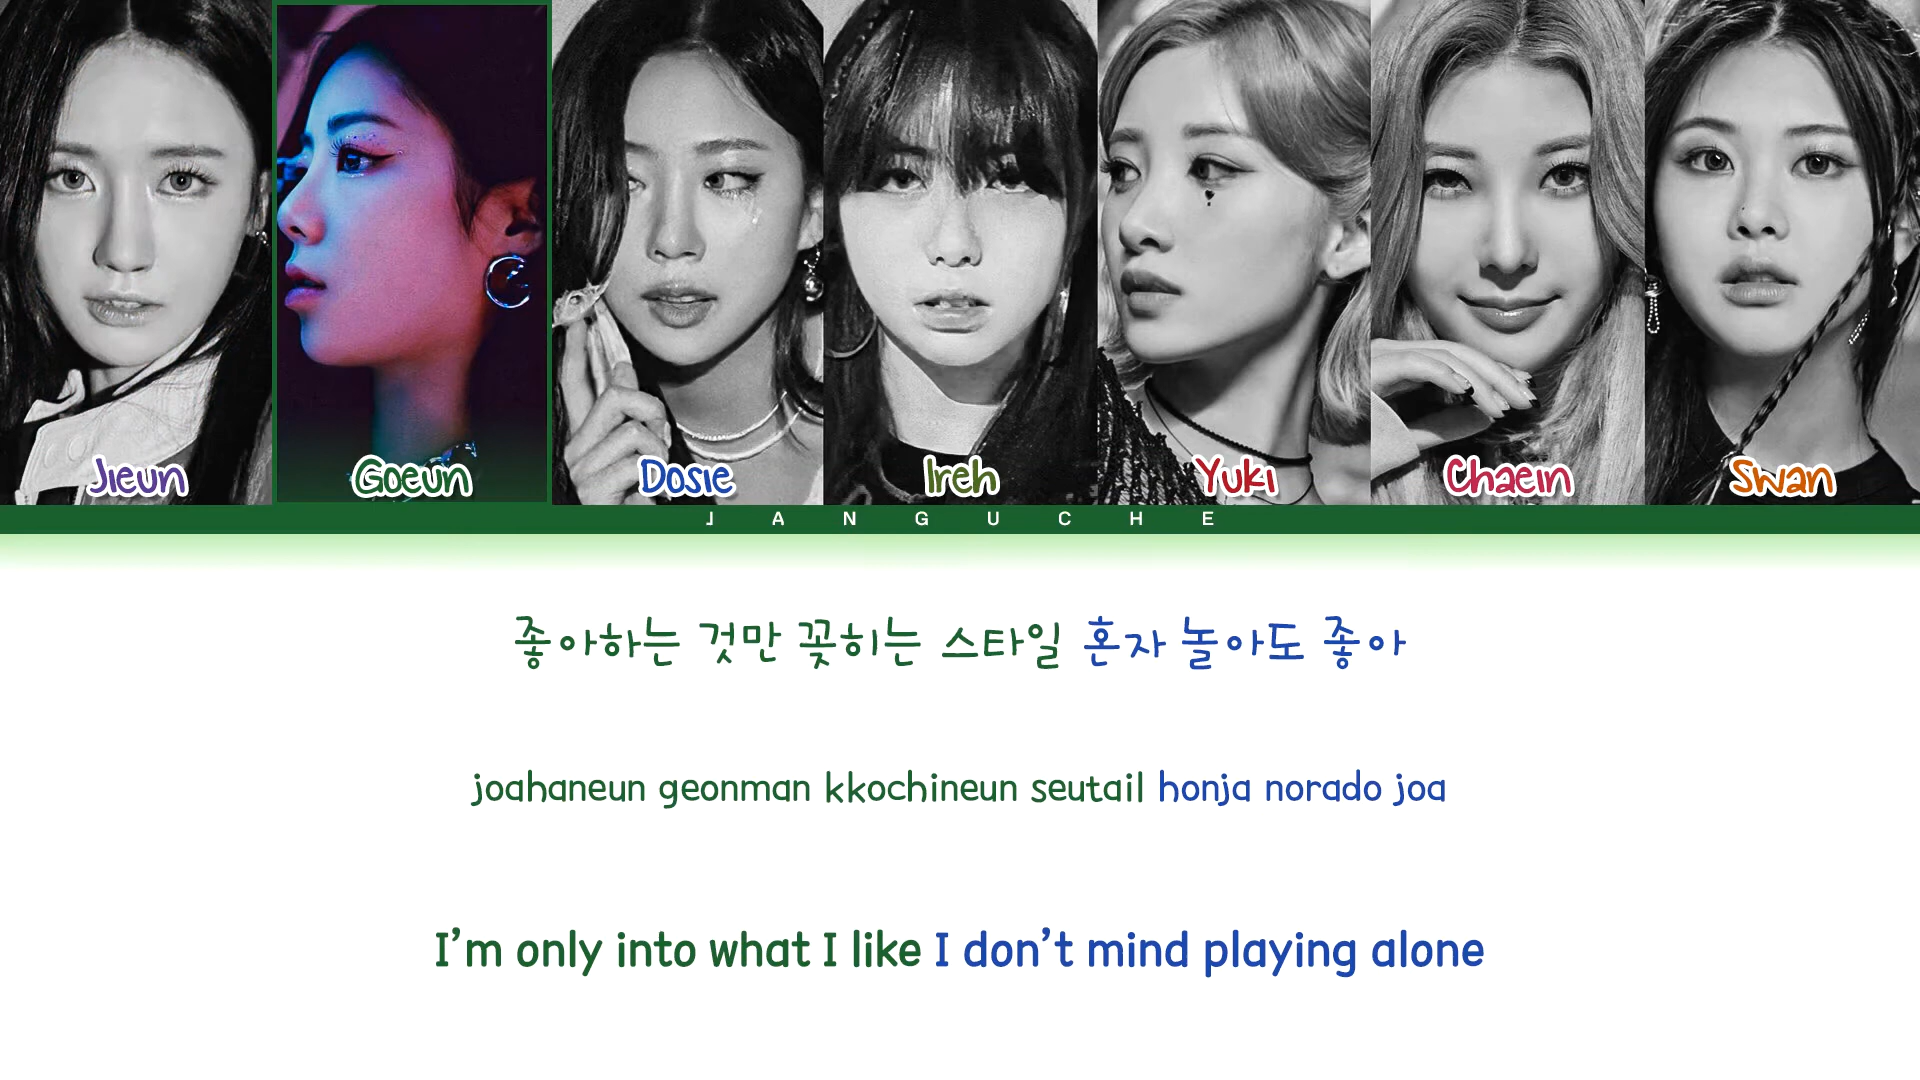 Jieun Goeun Dosie Ireh Yuki Chaein Swan
JANGUCHE
좋아하는 것만 꽂히는 스타일 혼자 놀아도 좋아
joahaneun geonman kkochineun seutail honja norado joa
I'm only into what I like I don't mind playing alone